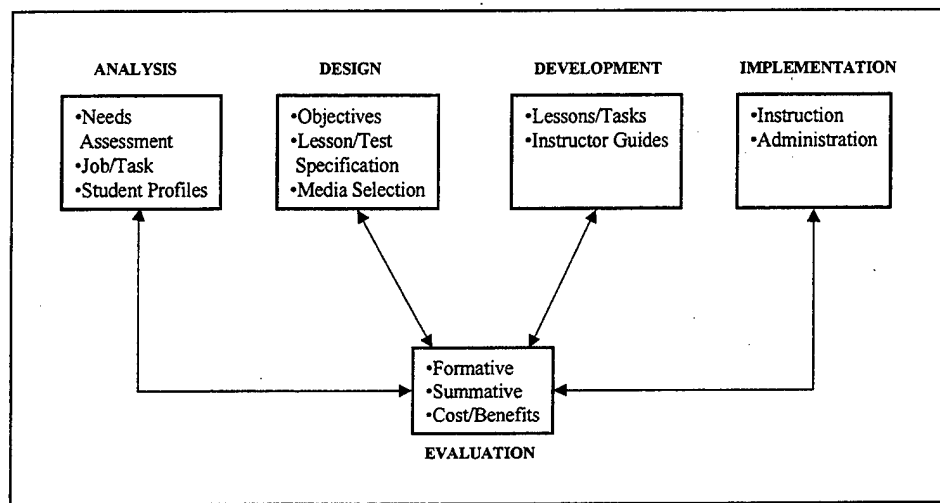 ANALYSIS
•Needs
Assessment
•Job/Task
•Student Profiles
DESIGN
•Objectives
•Lesson/Test
Specification
•Media Selection
DEVELOPMENT
•Lessons/Tasks
•Instructor Guides
IMPLEMENTATION
•Instruction
•Administration
•Formative
•Summative
•Cost/Benefits
EVALUATION